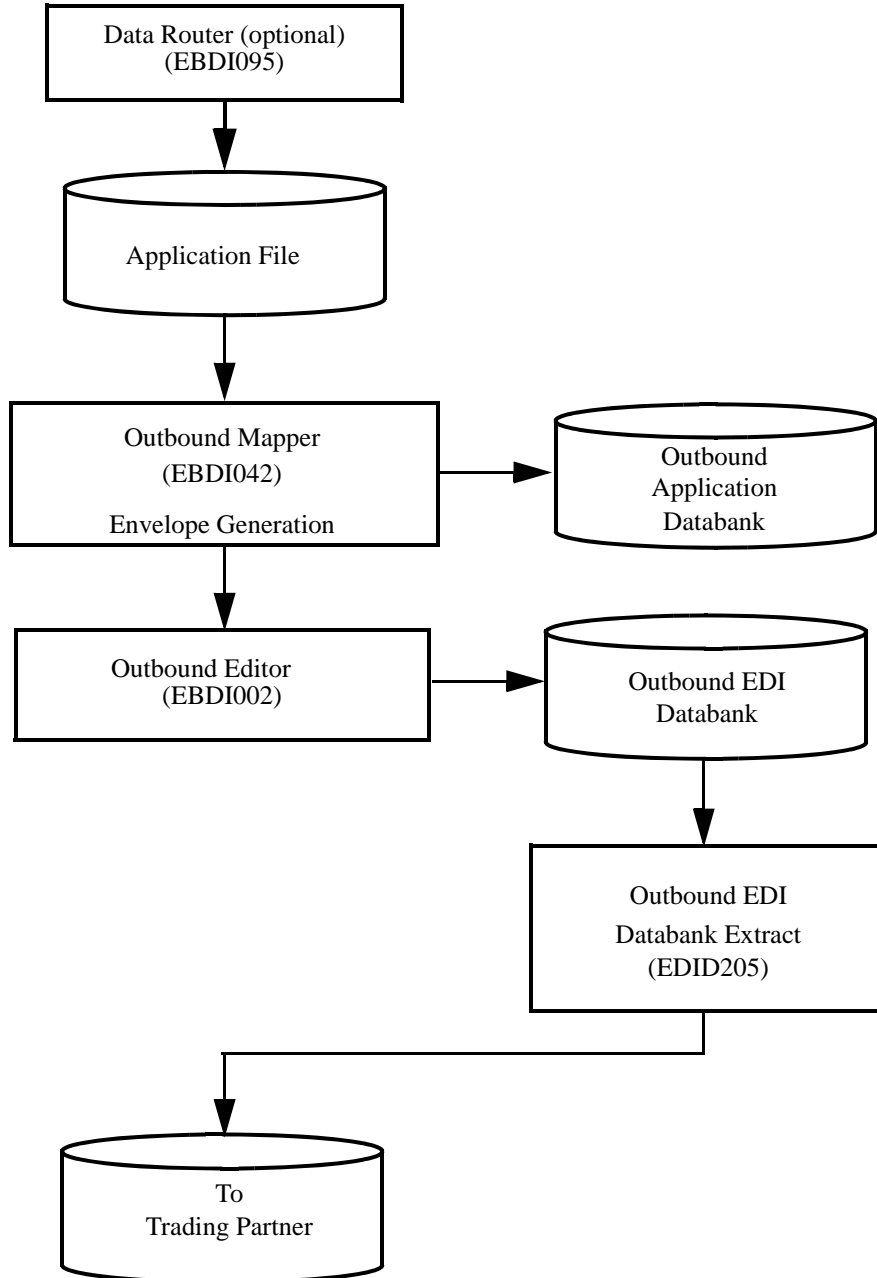 Data Router (optional)
(EBDI095)
Application File
Outbound Mapper
(EBDI042)
Envelope Generation
Outbound
Application
Databank
Outbound Editor
(EBDI002)
Outbound EDI
Databank
Outbound EDI
Databank Extract
(EDID205)
To
Trading Partner